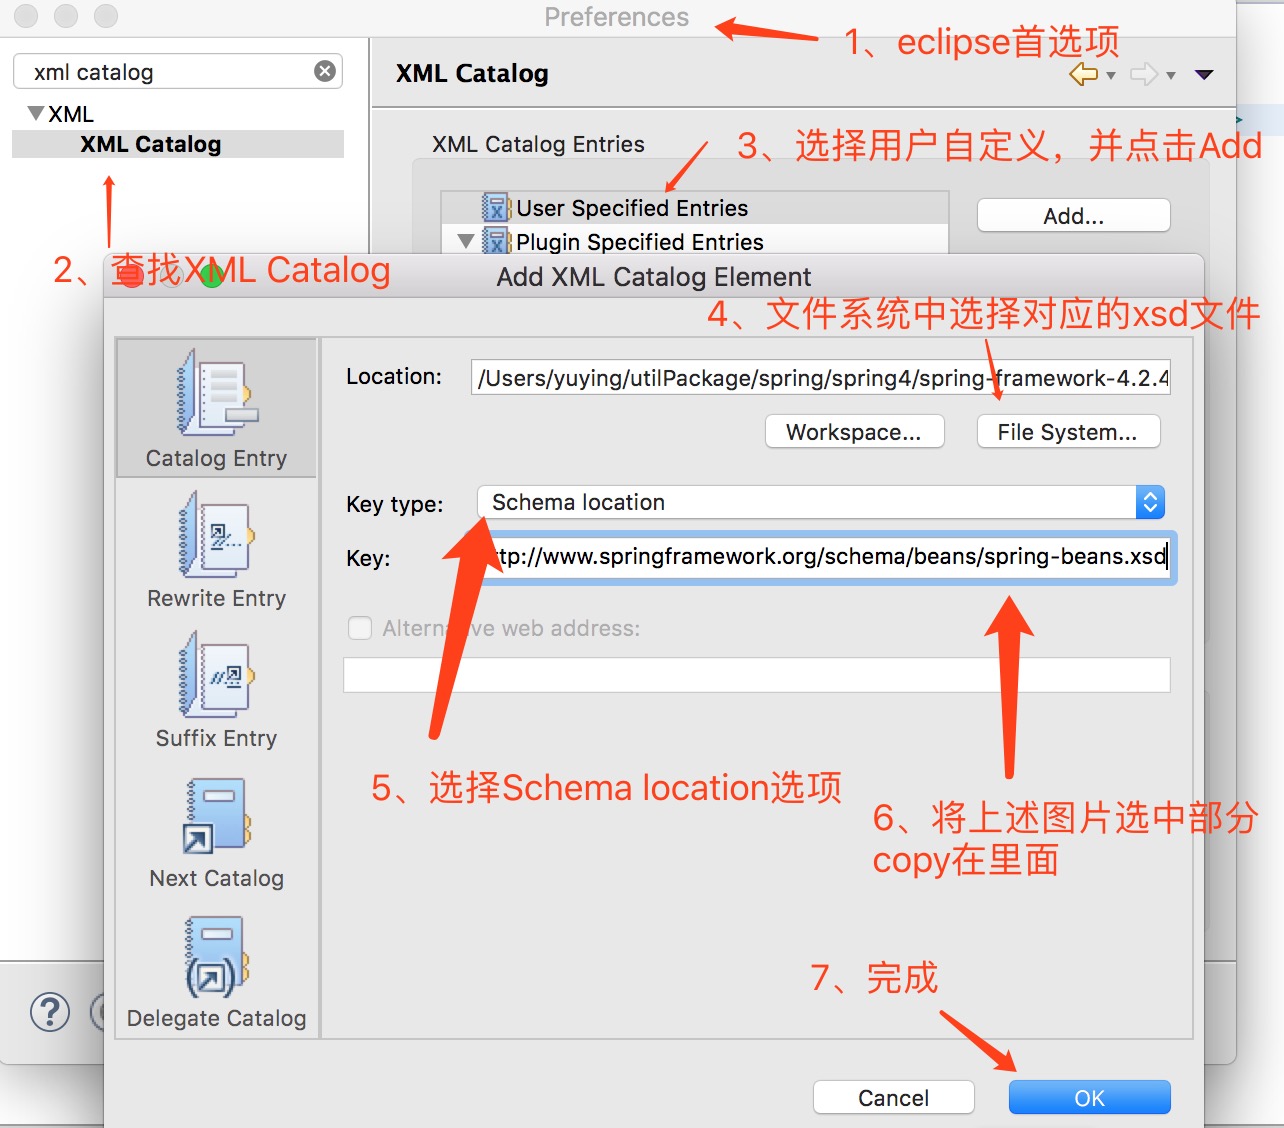 Preferences
1、eclipse首选项
xml catalog
XML Catalog
XML
XML Catalog
XML Catalog Entries
3、选择用户自定义，并点击Add
User Specified Entries
Add...
Plugin Specified Entries
2、查找XML Catalog
Add XML Catalog Element
4、文件系统中选择对应的xsd文件
Location:
/Users/yuying/utilPackage/spring/spring4/spring-framework-4.2.4
Workspace...
File System...
Catalog Entry
Key type:
Schema location
Key:
ttp://www.springframework.org/schema/beans/spring-beans.xsd
Rewrite Entry
Alternative web address:
Suffix Entry
5、选择Schema location选项
6、将上述图片选中部分
copy在里面
Next Catalog
7、完成
Delegate Catalog
?
Cancel
OK